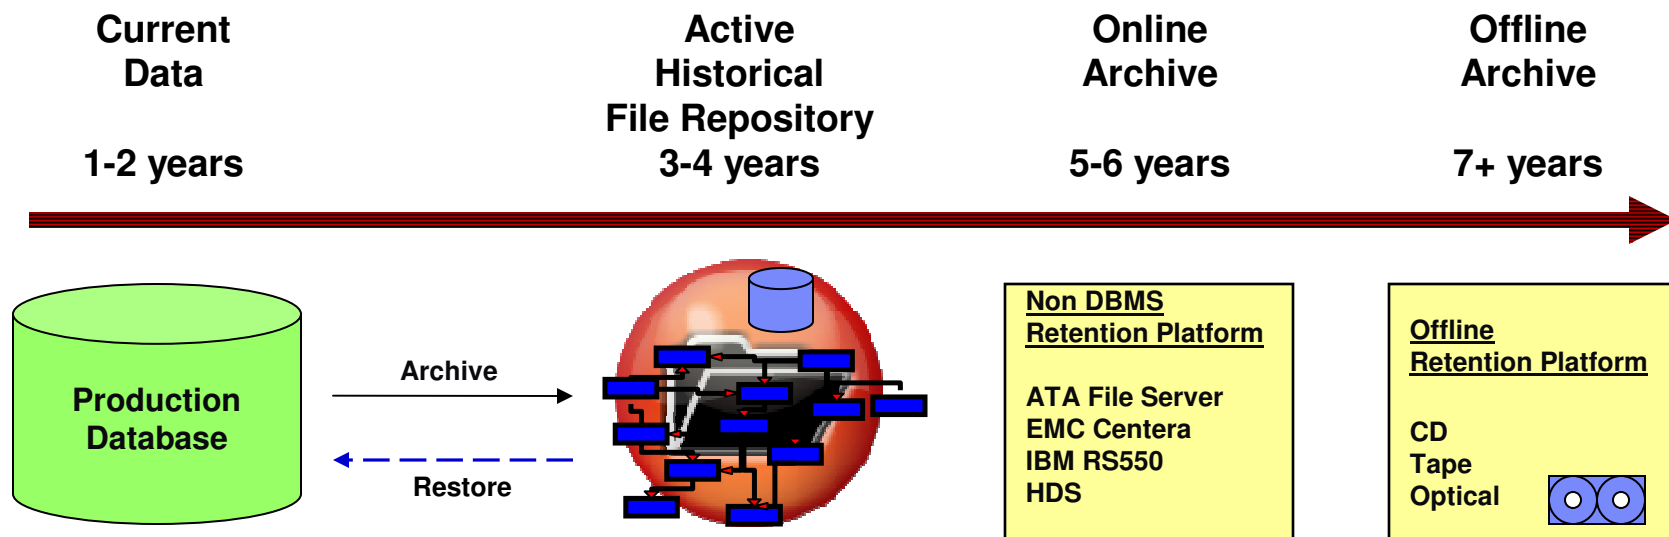 Current
Data
1-2 years
Active
Historical
File Repository
3-4 years
Online
Archive
5-6 years
Offline
Archive
7+ years
Production
Database
Archive
Restore
Non DBMS
Retention Platform
ATA File Server
EMC Centera
IBM RS550
HDS
Offline
Retention Platform
CD
Tape
Optical